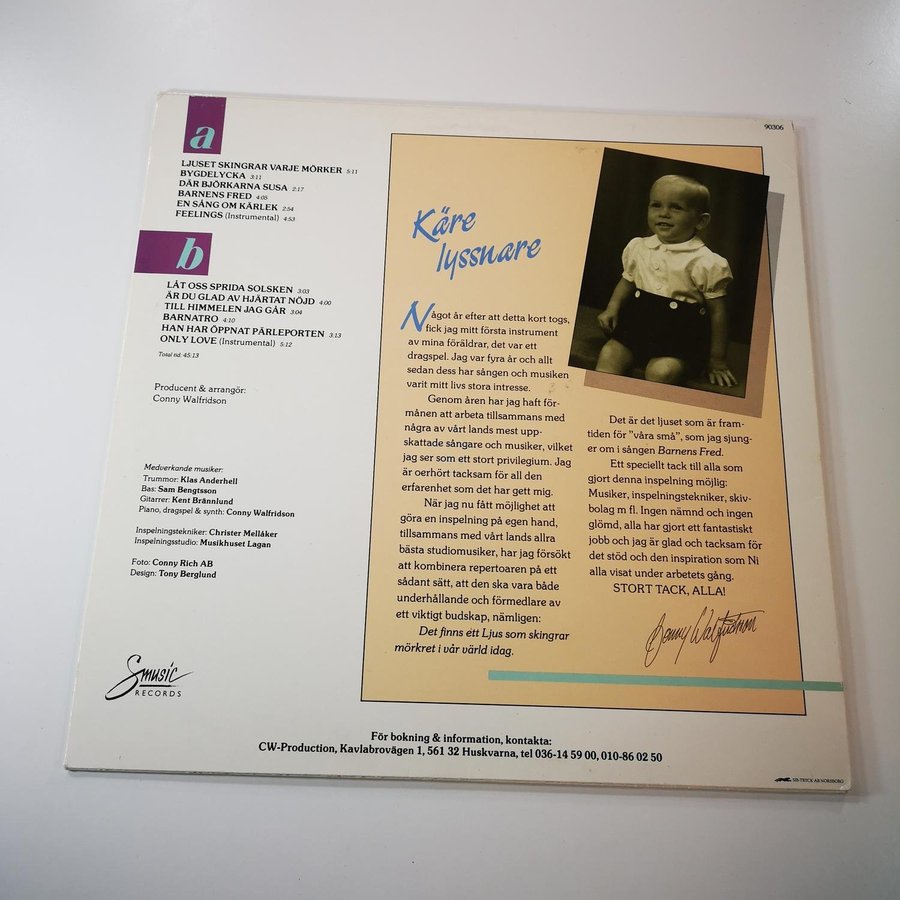 90306
a
LJUSET SKINGRAR VARJE MÖRKER 5:11
BYGDELYCKA 3:11
DÄR BJÖRKARNA SUSA 2:17
BARNENS FRED 4:05
EN SÅNG OM KÄRLEK 2:54
FEELINGS (Instrumental) 4:53
b
LÅT OSS SPRIDA SOLSKEN 3:03
ÄR DU GLAD AV HJÄRTAT NÖJD 4:00
TILL HIMMELEN JAG GÅR 3:04
BARNATRO 4:10
HAN HAR ÖPPNAT PÄRLEPORTEN 3:13
ONLY LOVE (Instrumental) 5:12
Total tid: 45:13
Producent & arrangör:
Conny Walfridson
Medverkande musiker:
Trummor: Klas Anderhell
Bas: Sam Bengtsson
Gitarrer: Kent Brännlund
Piano, dragspel & synth: Conny Walfridson
Inspelningstekniker: Christer Mellåker
Inspelningsstudio: Musikhuset Lagan
Foto: Conny Rich AB
Design: Tony Berglund
Smusic
RECORDS
Käre
lyssnare
Något år efter att detta kort togs,
fick jag mitt första instrument
av mina föräldrar, det var ett
dragspel. Jag var fyra år och allt
sedan dess har sången och musiken
varit mitt livs stora intresse.
Genom åren har jag haft för-
månen att arbeta tillsammans med
några av vårt lands mest upp-
skattade sångare och musiker, vilket
jag ser som ett stort privilegium. Jag
är oerhört tacksam för all den
erfarenhet som det har gett mig.
När jag nu fått möjlighet att
göra en inspelning på egen hand,
tillsammans med vårt lands allra
bästa studiomusiker, har jag försökt
att kombinera repertoaren på ett
sådant sätt, att den ska vara både
underhållande och förmedlare av
ett viktigt budskap, nämligen:
Det finns ett Ljus som skingrar
mörkret i vår värld idag.
Det är det ljuset som är fram-
tiden för "våra små", som jag sjung-
er om i sången Barnens Fred.
Ett speciellt tack till alla som
gjort denna inspelning möjlig:
Musiker, inspelningstekniker, skiv-
bolag m fl. Ingen nämnd och ingen
glömd, alla har gjort ett fantastiskt
jobb och jag är glad och tacksam för
det stöd och den inspiration som Ni
alla visat under arbetets gång.
STORT TACK, ALLA!
Conny Walfridson
För bokning & information, kontakta:
CW-Production, Kavlabrovägen 1, 561 32 Huskvarna, tel 036-14 59 00, 010-86 02 50
SIB-TRYCK AB NORSBORG